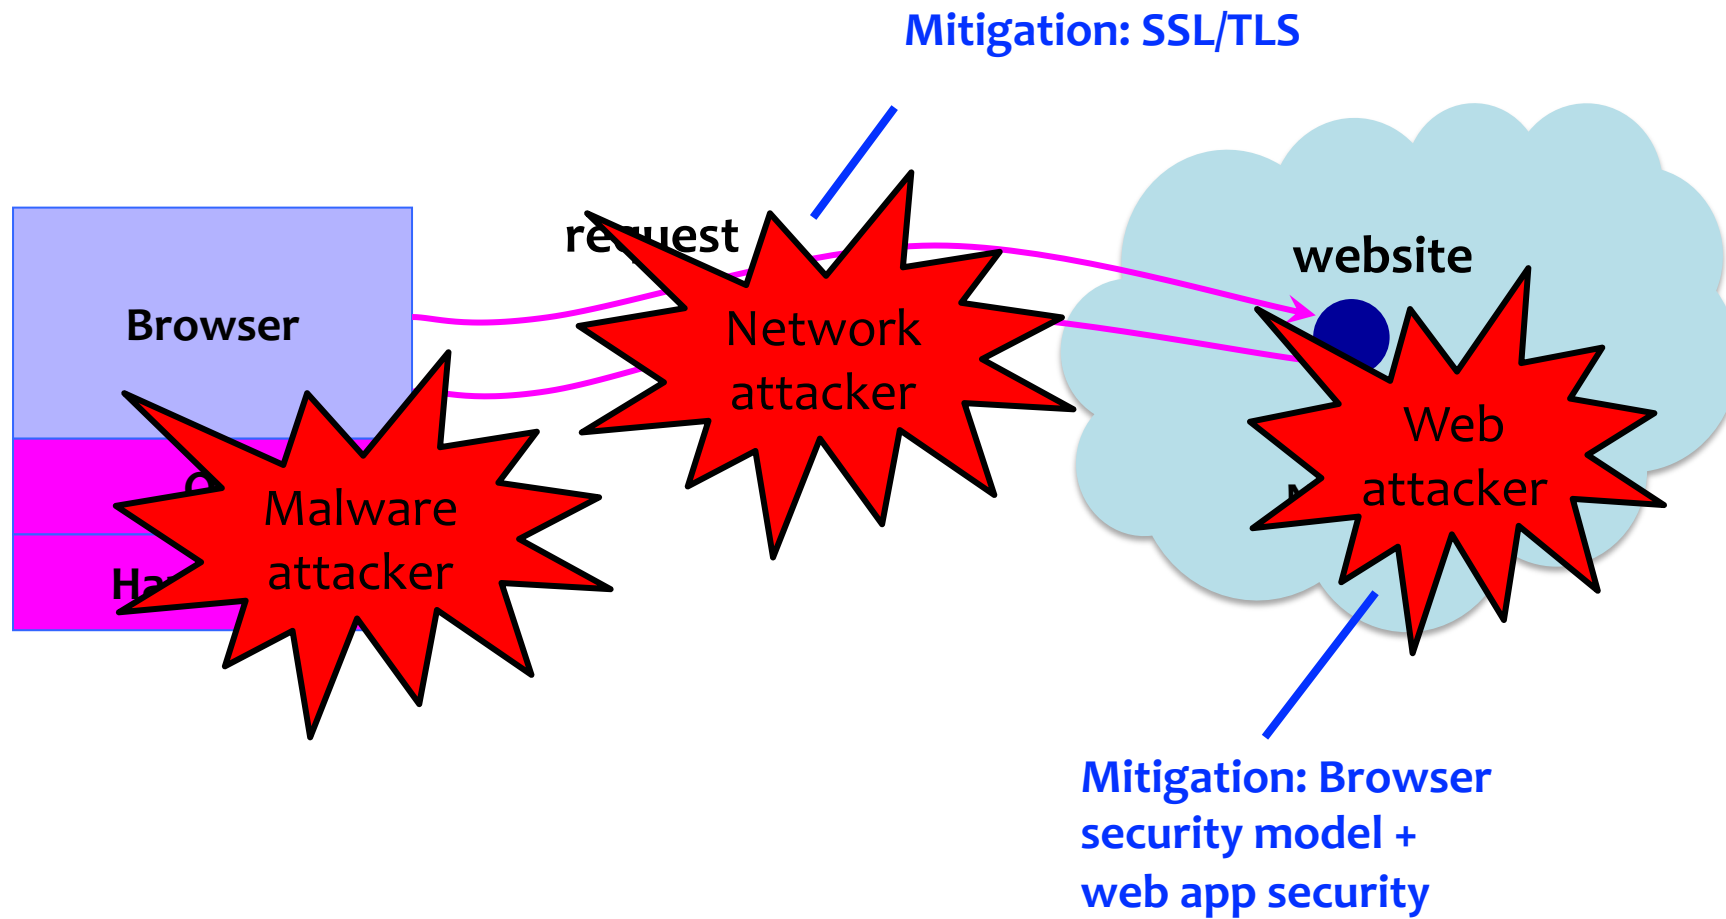 Mitigation: SSL/TLS
request
website
Browser
Network
attacker
Web
attacker
Malware
attacker
Mitigation: Browser
security model +
web app security